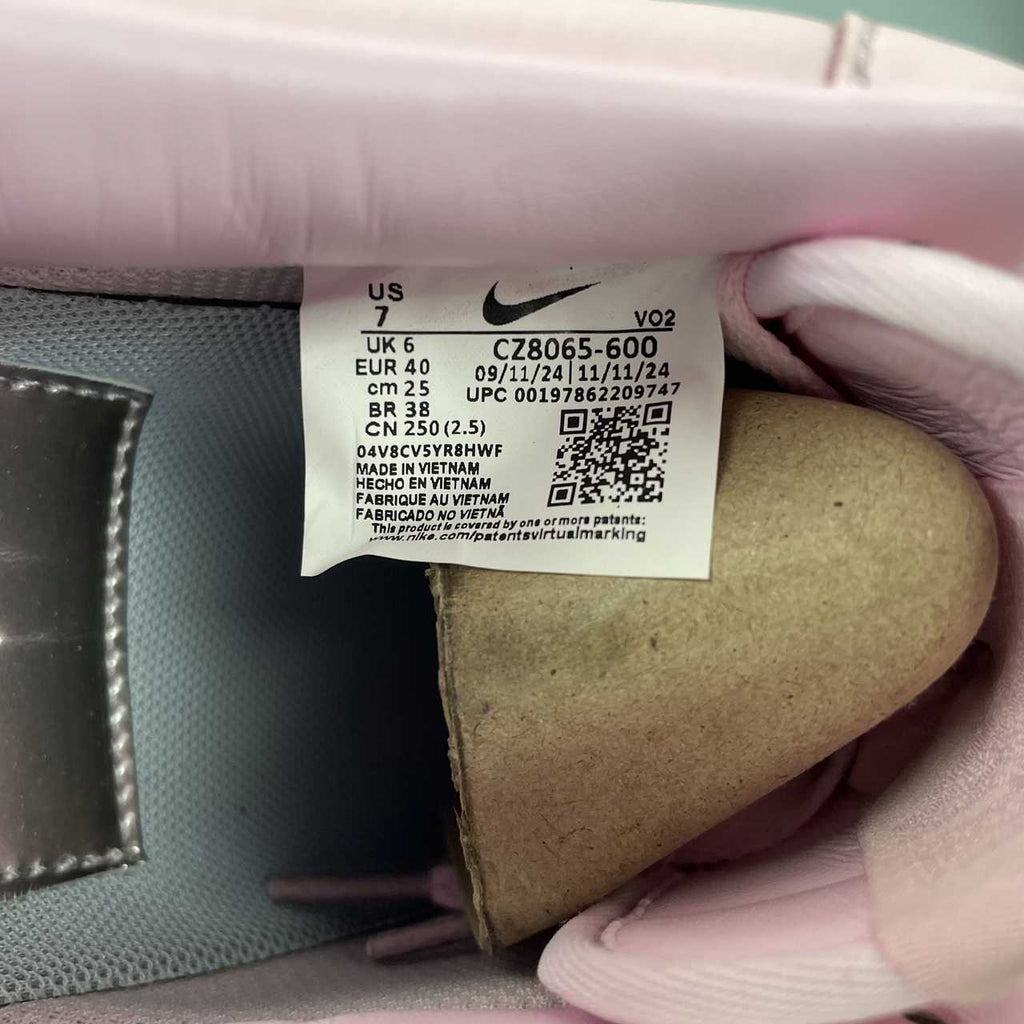 US
7
VO2
UK 6
CZ8065-600
EUR 40
09/11/24|11/11/24
cm 25
UPC 00197862209747
BR 38
CN 250 (2.5)
04V8CV5YR8HWF
MADE IN VIETNAM
HECHO EN VIETNAM
FABRIQUE AU VIETNAM
FABRICADO NO VIETNÃ
This product is covered by one or more patents:
www.nike.com/patentsvirtualmarking